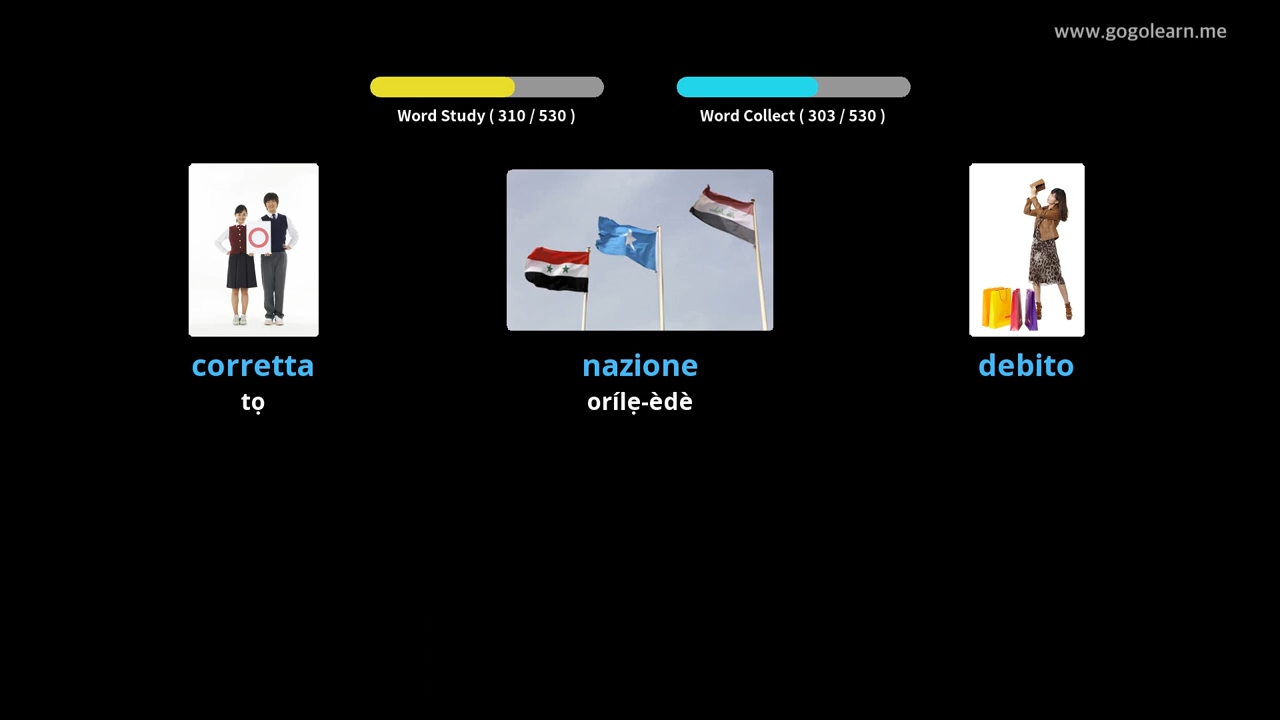 www.gogolearn.me
Word Study ( 310 / 530 )
Word Collect ( 303 / 530 )
corretta
tọ
nazione
orílẹ-èdè
debito